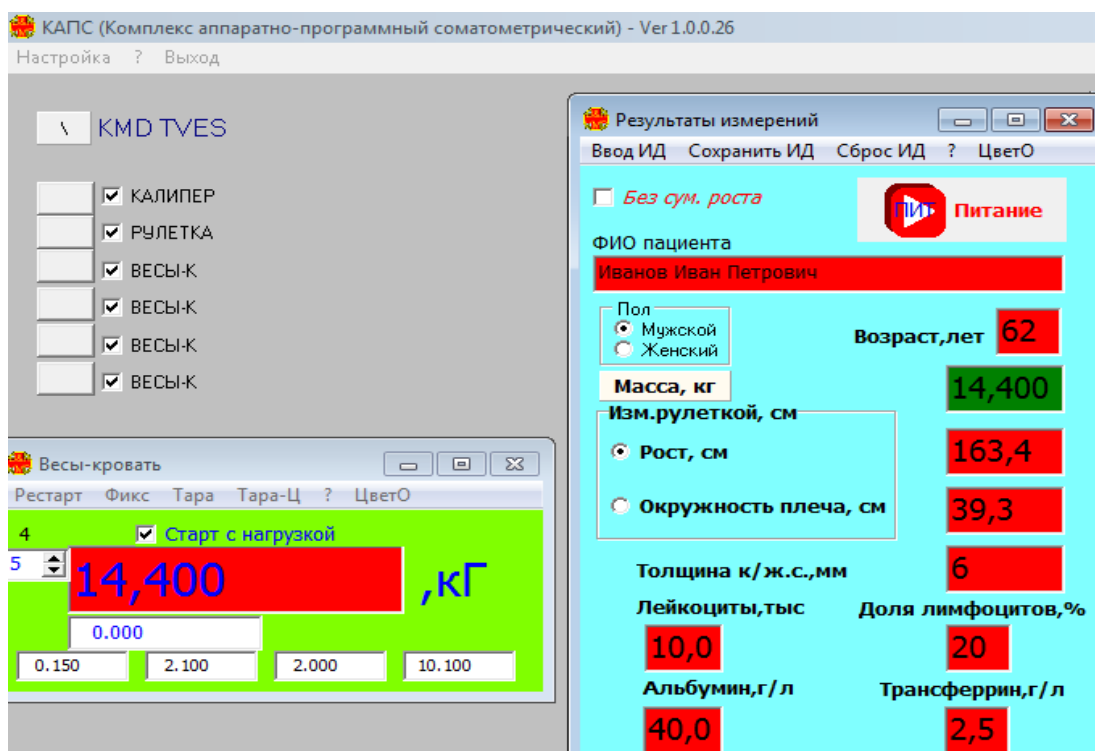 КАПС (Комплекс аппаратно-программный соматометрический) - Ver 1.0.0.26
Настройка ? Выход
\ KMD TVES
КАЛИПЕР
РУЛЕТКА
ВЕСЫ-К
ВЕСЫ-К
ВЕСЫ-К
ВЕСЫ-К
Весы-кровать
Рестарт Фикс Тара Тара-Ц ? ЦветО
4 Старт с нагрузкой
5 14,400 ,кГ
0.000
0.150 2.100 2.000 10.100
Результаты измерений
Ввод ИД Сохранить ИД Сброс ИД ? ЦветО
Без сум. роста
ПИТ Питание
ФИО пациента
Иванов Иван Петрович
Пол
Мужской
Женский
Возраст,лет 62
Масса, кг 14,400
Изм.рулеткой, см
Рост, см 163,4
Окружность плеча, см 39,3
Толщина к/ж.с.,мм 6
Лейкоциты,тыс Доля лимфоцитов,%
10,0 20
Альбумин,г/л Трансферрин,г/л
40,0 2,5